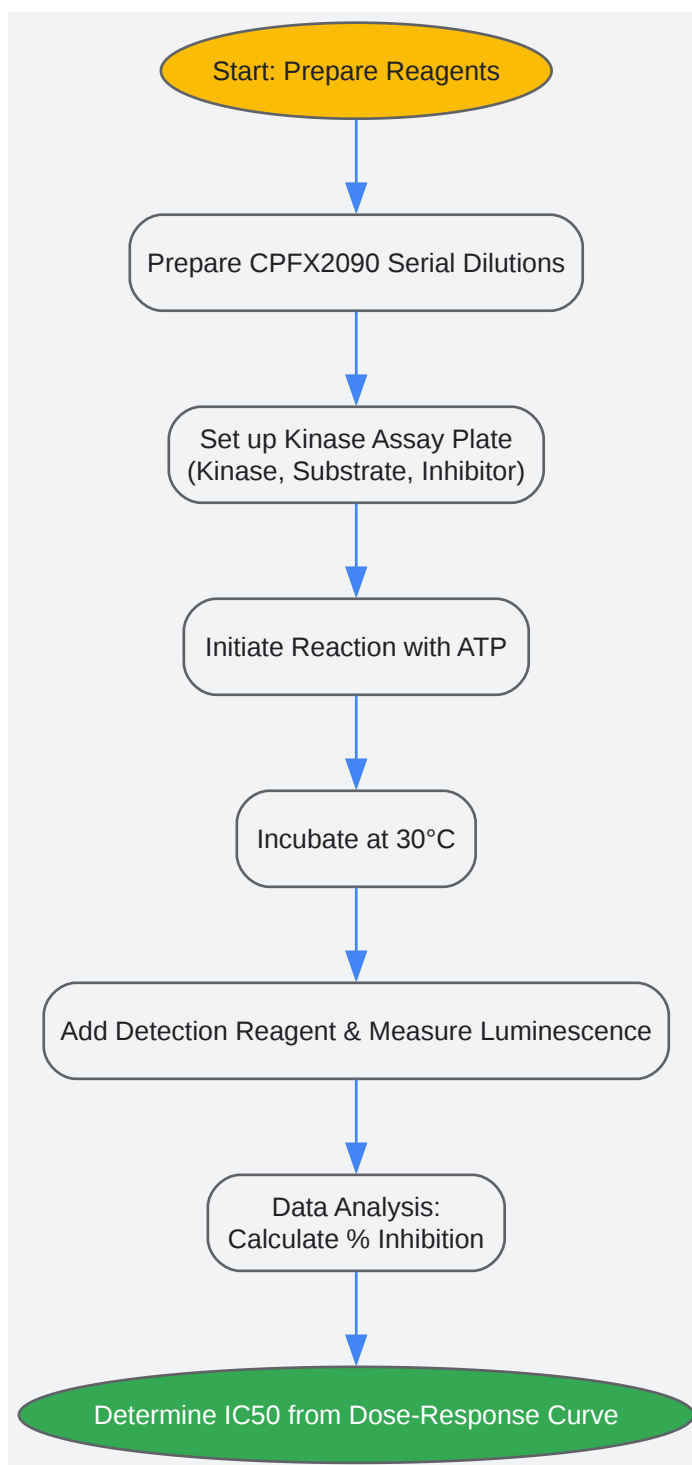 Start: Prepare Reagents
Prepare CPFX2090 Serial Dilutions
Set up Kinase Assay Plate
(Kinase, Substrate, Inhibitor)
Initiate Reaction with ATP
Incubate at 30°C
Add Detection Reagent & Measure Luminescence
Data Analysis:
Calculate % Inhibition
Determine IC50 from Dose-Response Curve